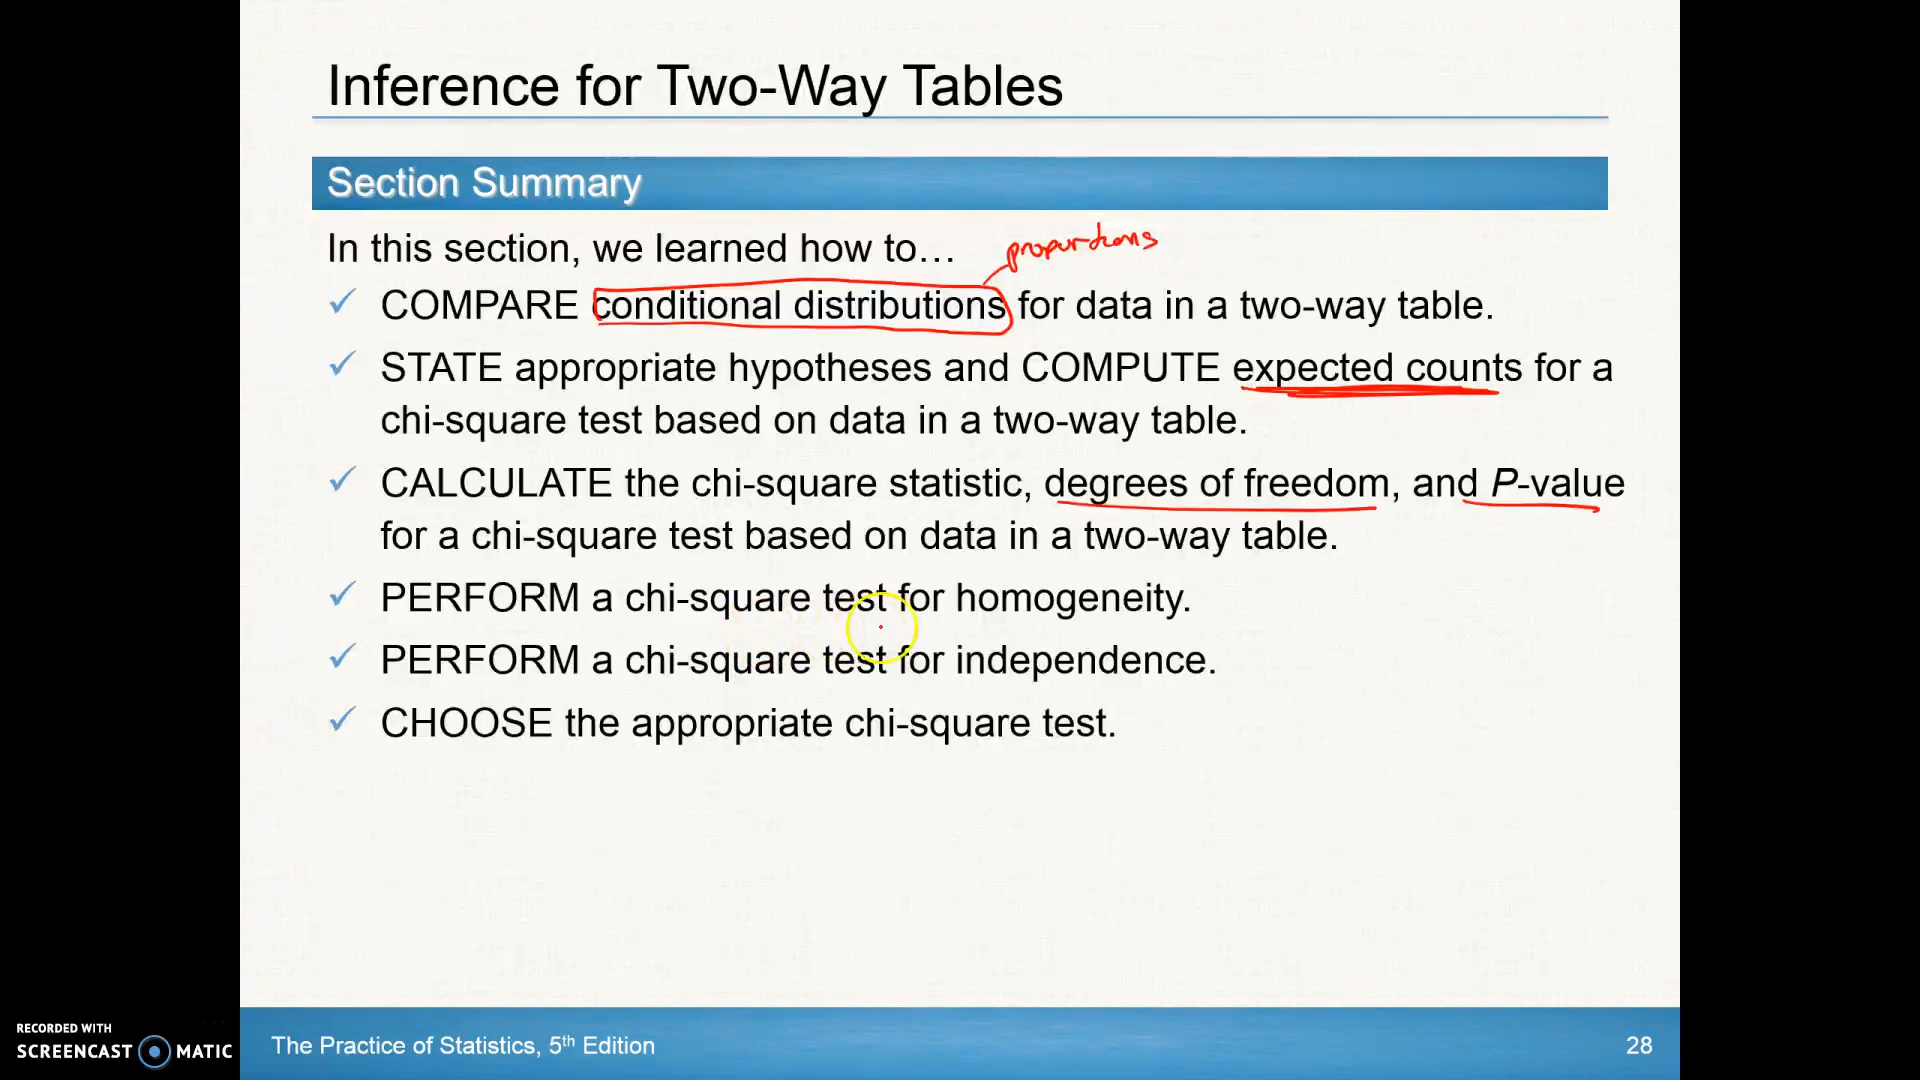 Inference for Two-Way Tables
Section Summary
In this section, we learned how to…
proportions
✓ COMPARE conditional distributions for data in a two-way table.
✓ STATE appropriate hypotheses and COMPUTE expected counts for a
chi-square test based on data in a two-way table.
✓ CALCULATE the chi-square statistic, degrees of freedom, and P-value
for a chi-square test based on data in a two-way table.
✓ PERFORM a chi-square test for homogeneity.
✓ PERFORM a chi-square test for independence.
✓ CHOOSE the appropriate chi-square test.
RECORDED WITH
SCREENCAST MATIC
The Practice of Statistics, 5th Edition
28